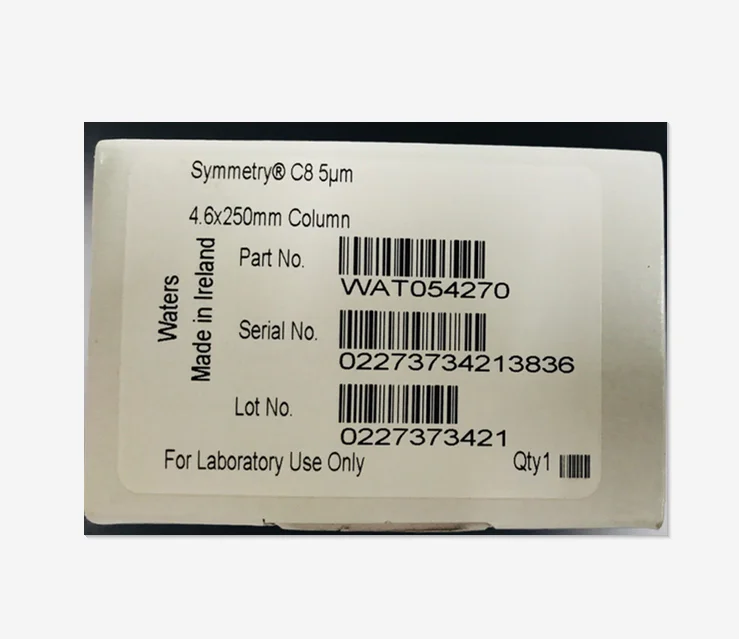 Symmetry® C8 5µm
4.6x250mm Column
Waters
Made in Ireland
Part No.
WAT054270
Serial No.
02273734213836
Lot No.
0227373421
For Laboratory Use Only
Qty1